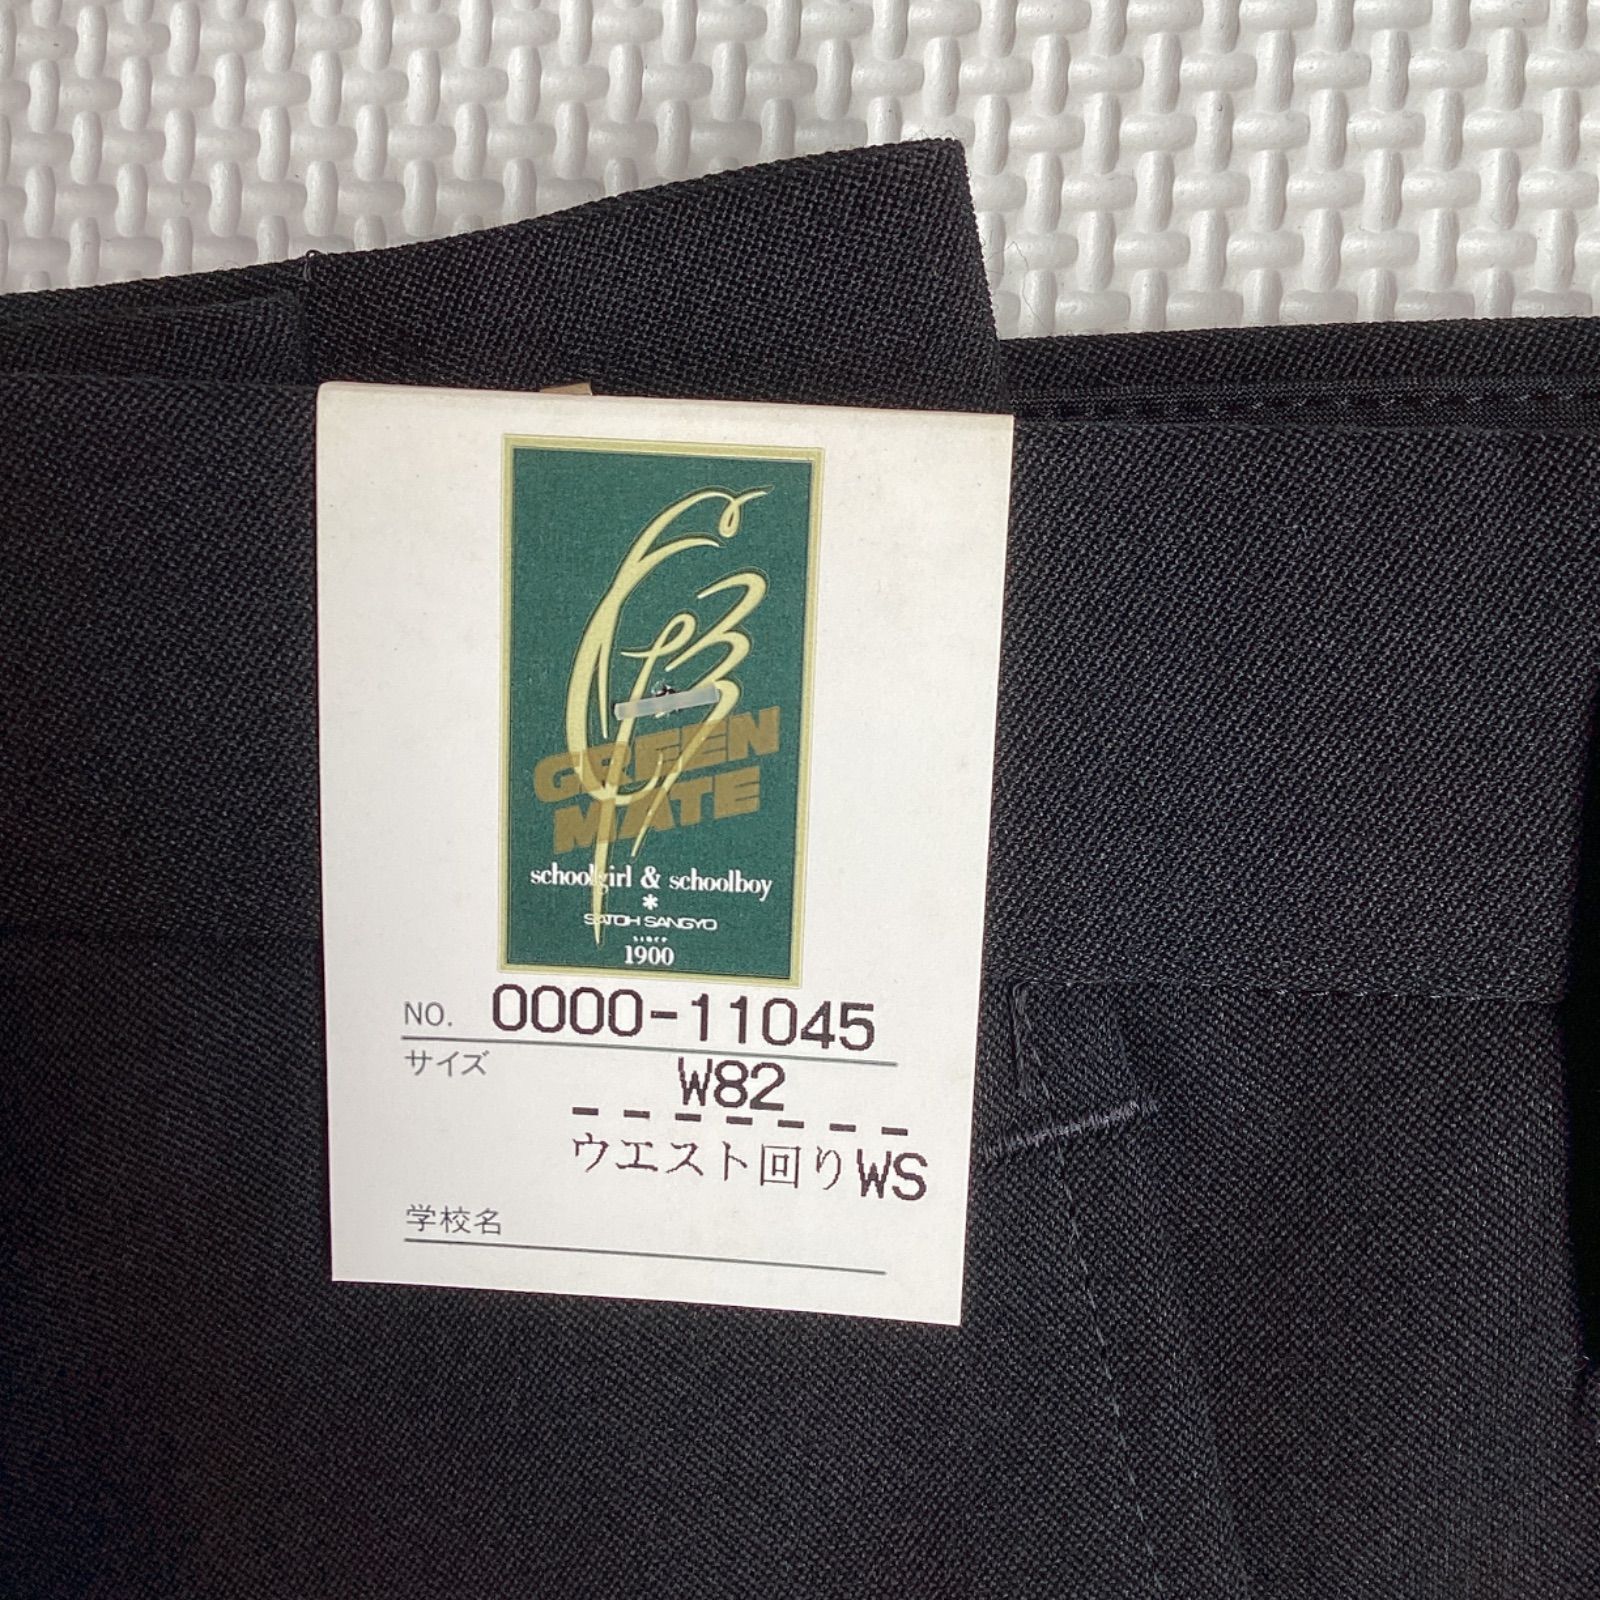 GREEN
MATE
schoolgirl & schoolboy
*
SATOH SANGYO
since
1900
NO. 0000-11045
サイズ
W82
- - - - - - -
ウエスト回りWS
学校名